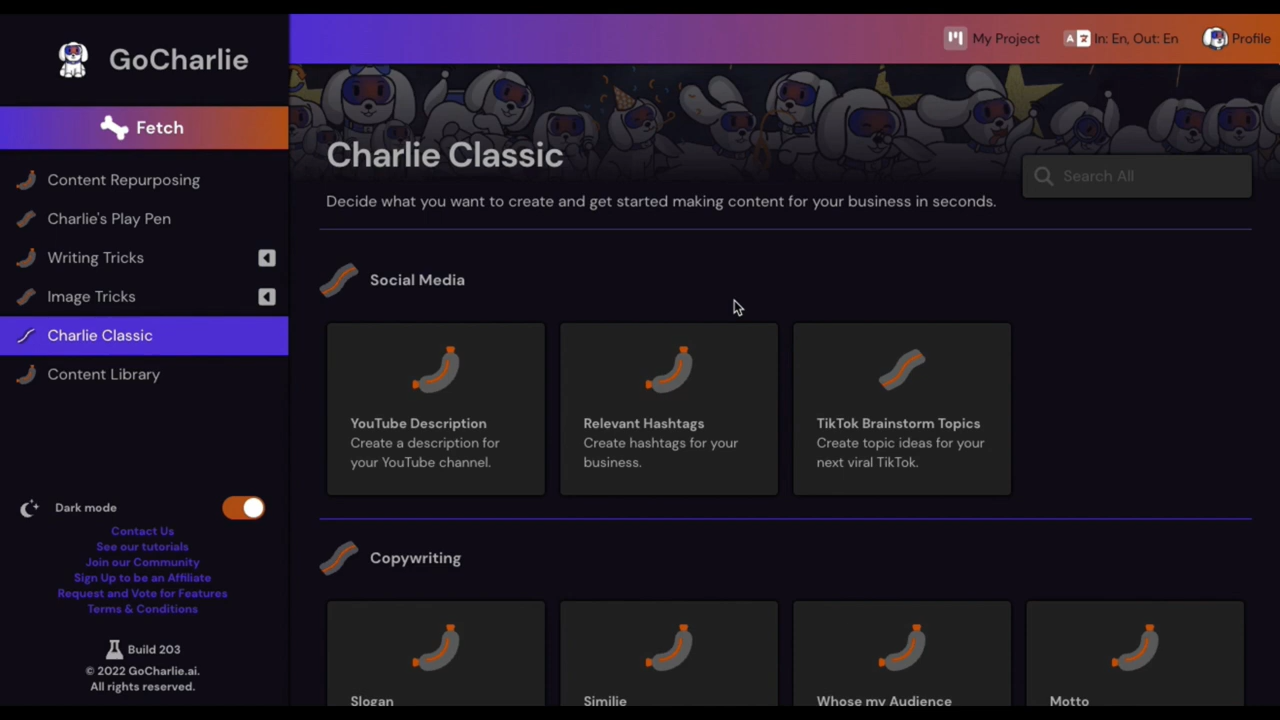 GoCharlie
Fetch
Content Repurposing
Charlie's Play Pen
Writing Tricks
Image Tricks
Charlie Classic
Content Library
Dark mode
Contact Us
See our tutorials
Join our Community
Sign Up to be an Affiliate
Request and Vote for Features
Terms & Conditions
Build 203
© 2022 GoCharlie.ai.
All rights reserved.
My Project
In: En, Out: En
Profile
Charlie Classic
Search All
Decide what you want to create and get started making content for your business in seconds.
Social Media
YouTube Description
Create a description for
your YouTube channel.
Relevant Hashtags
Create hashtags for your
business.
TikTok Brainstorm Topics
Create topic ideas for your
next viral TikTok.
Copywriting
Slogan
Similie
Whose my Audience
Motto